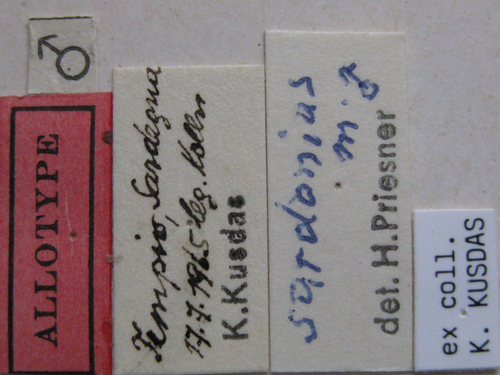 ♂
ALLOTYPE
Tempio, Sardegna
17.7.1965 leg. Koller
K.Kusdas
sardonius
m. ♂
det. H.Priesner
ex coll.
K. KUSDAS